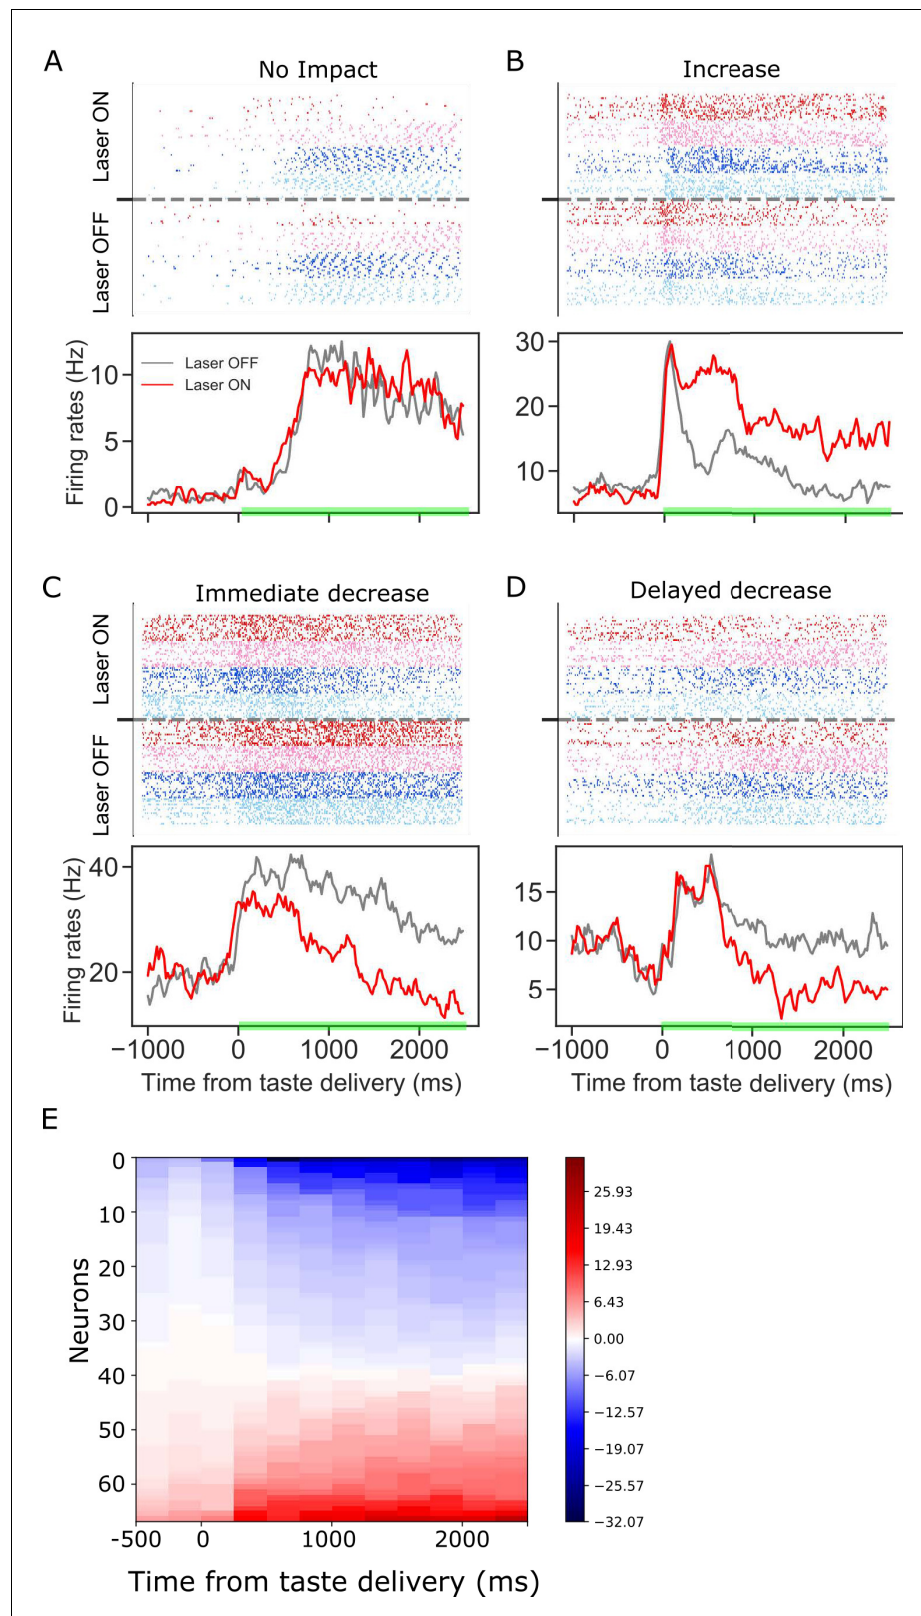 A
No Impact
Laser ON
Laser OFF
Firing rates (Hz)
10
5
0
Laser OFF
Laser ON
B
Increase
30
20
10
C
Immediate decrease
Laser ON
Laser OFF
Firing rates (Hz)
40
20
−1000 0 1000 2000
Time from taste delivery (ms)
D
Delayed decrease
15
10
5
−1000 0 1000 2000
Time from taste delivery (ms)
E
Neurons
0
10
20
30
40
50
60
-500 0 1000 2000
Time from taste delivery (ms)
25.93
19.43
12.93
6.43
0.00
−6.07
−12.57
−19.07
−25.57
−32.07